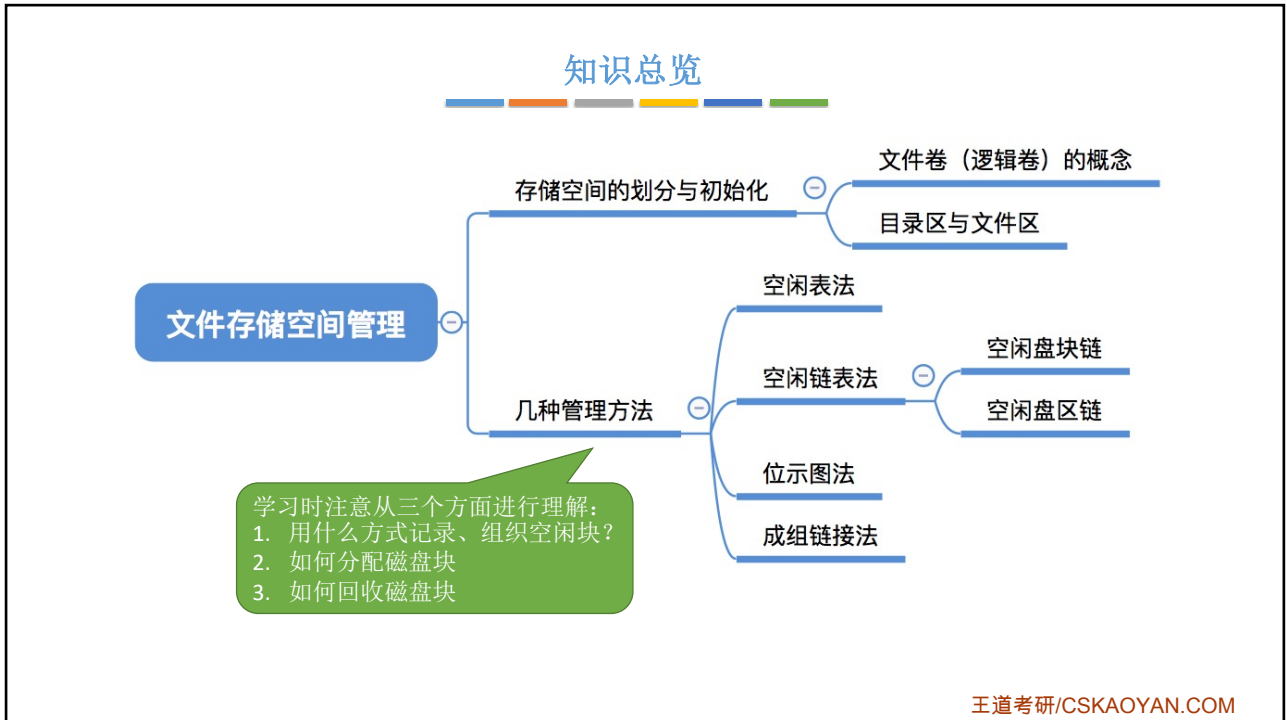 知识总览
文件存储空间管理
存储空间的划分与初始化
文件卷（逻辑卷）的概念
目录区与文件区
几种管理方法
空闲表法
空闲链表法
空闲盘块链
空闲盘区链
位示图法
成组链接法
学习时注意从三个方面进行理解：
1. 用什么方式记录、组织空闲块？
2. 如何分配磁盘块
3. 如何回收磁盘块
王道考研/CSKAOYAN.COM